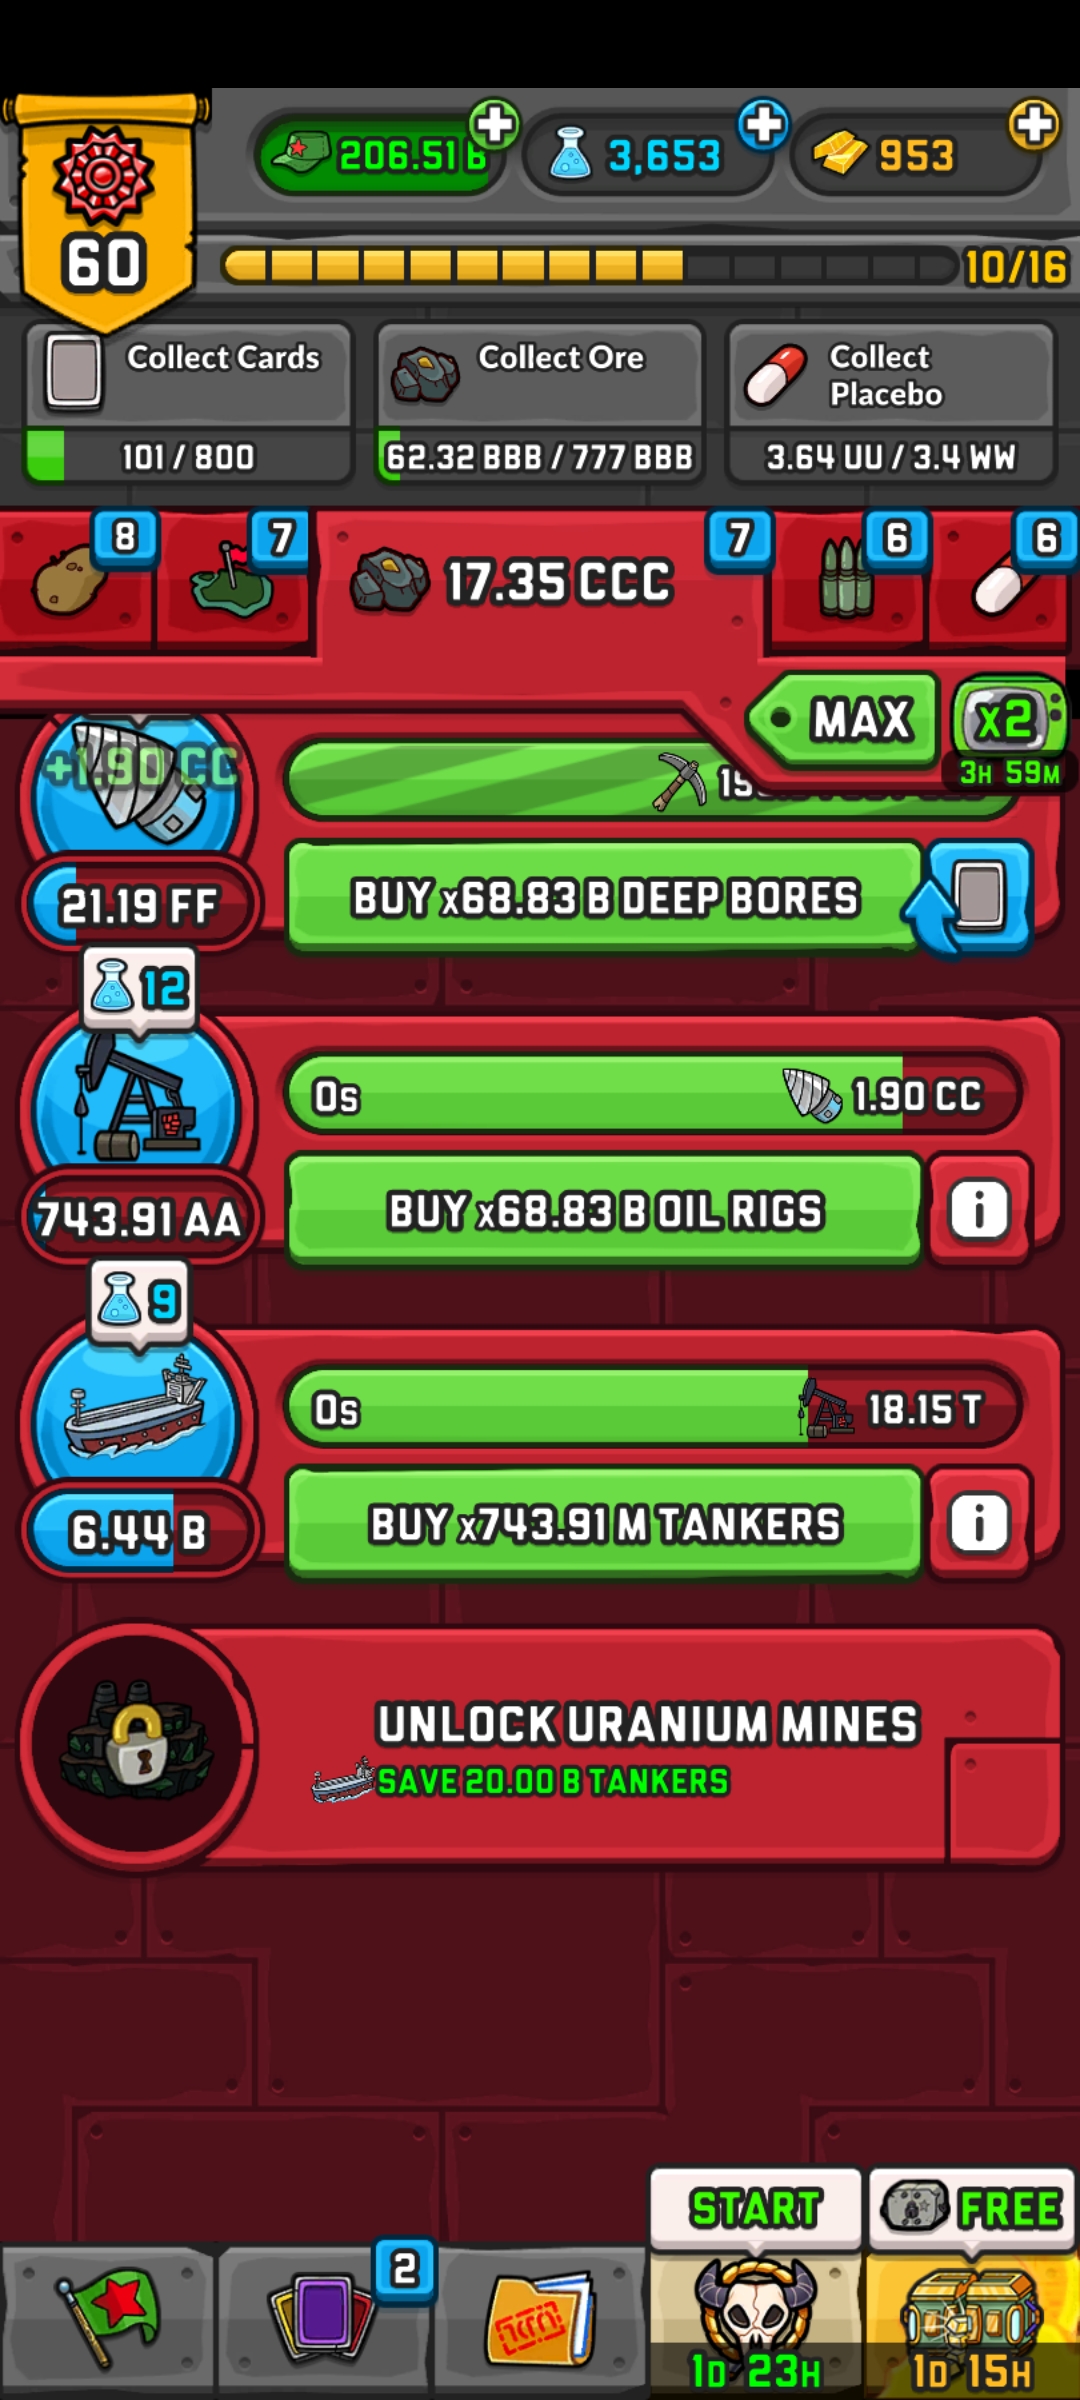 60
206.51 B
3,653
953
10/16
Collect Cards
101 / 800
Collect Ore
62.32 BBB / 777 BBB
Collect
Placebo
3.64 UU / 3.4 WW
8
7
17.35 CCC
7
6
6
MAX
x2
3H 59M
+1.90 CC
21.19 FF
BUY x68.83 B DEEP BORES
12
0s
1.90 CC
743.91 AA
BUY x68.83 B OIL RIGS
i
9
0s
18.15 T
6.44 B
BUY x743.91 M TANKERS
i
UNLOCK URANIUM MINES
SAVE 20.00 B TANKERS
START
FREE
2
1D 23H
1D 15H